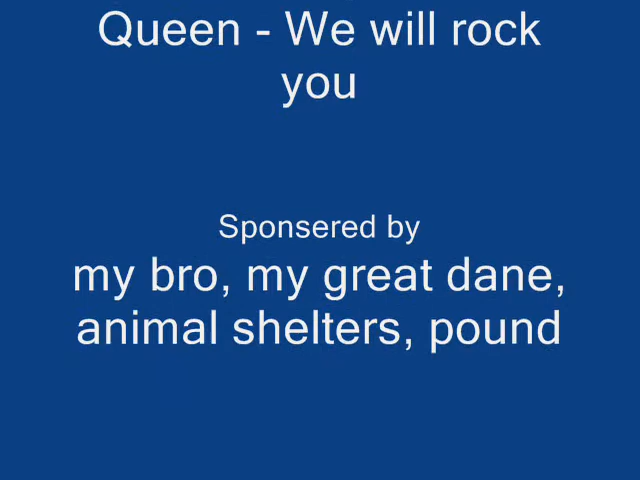 Queen - We will rock
you
Sponsered by
my bro, my great dane,
animal shelters, pound